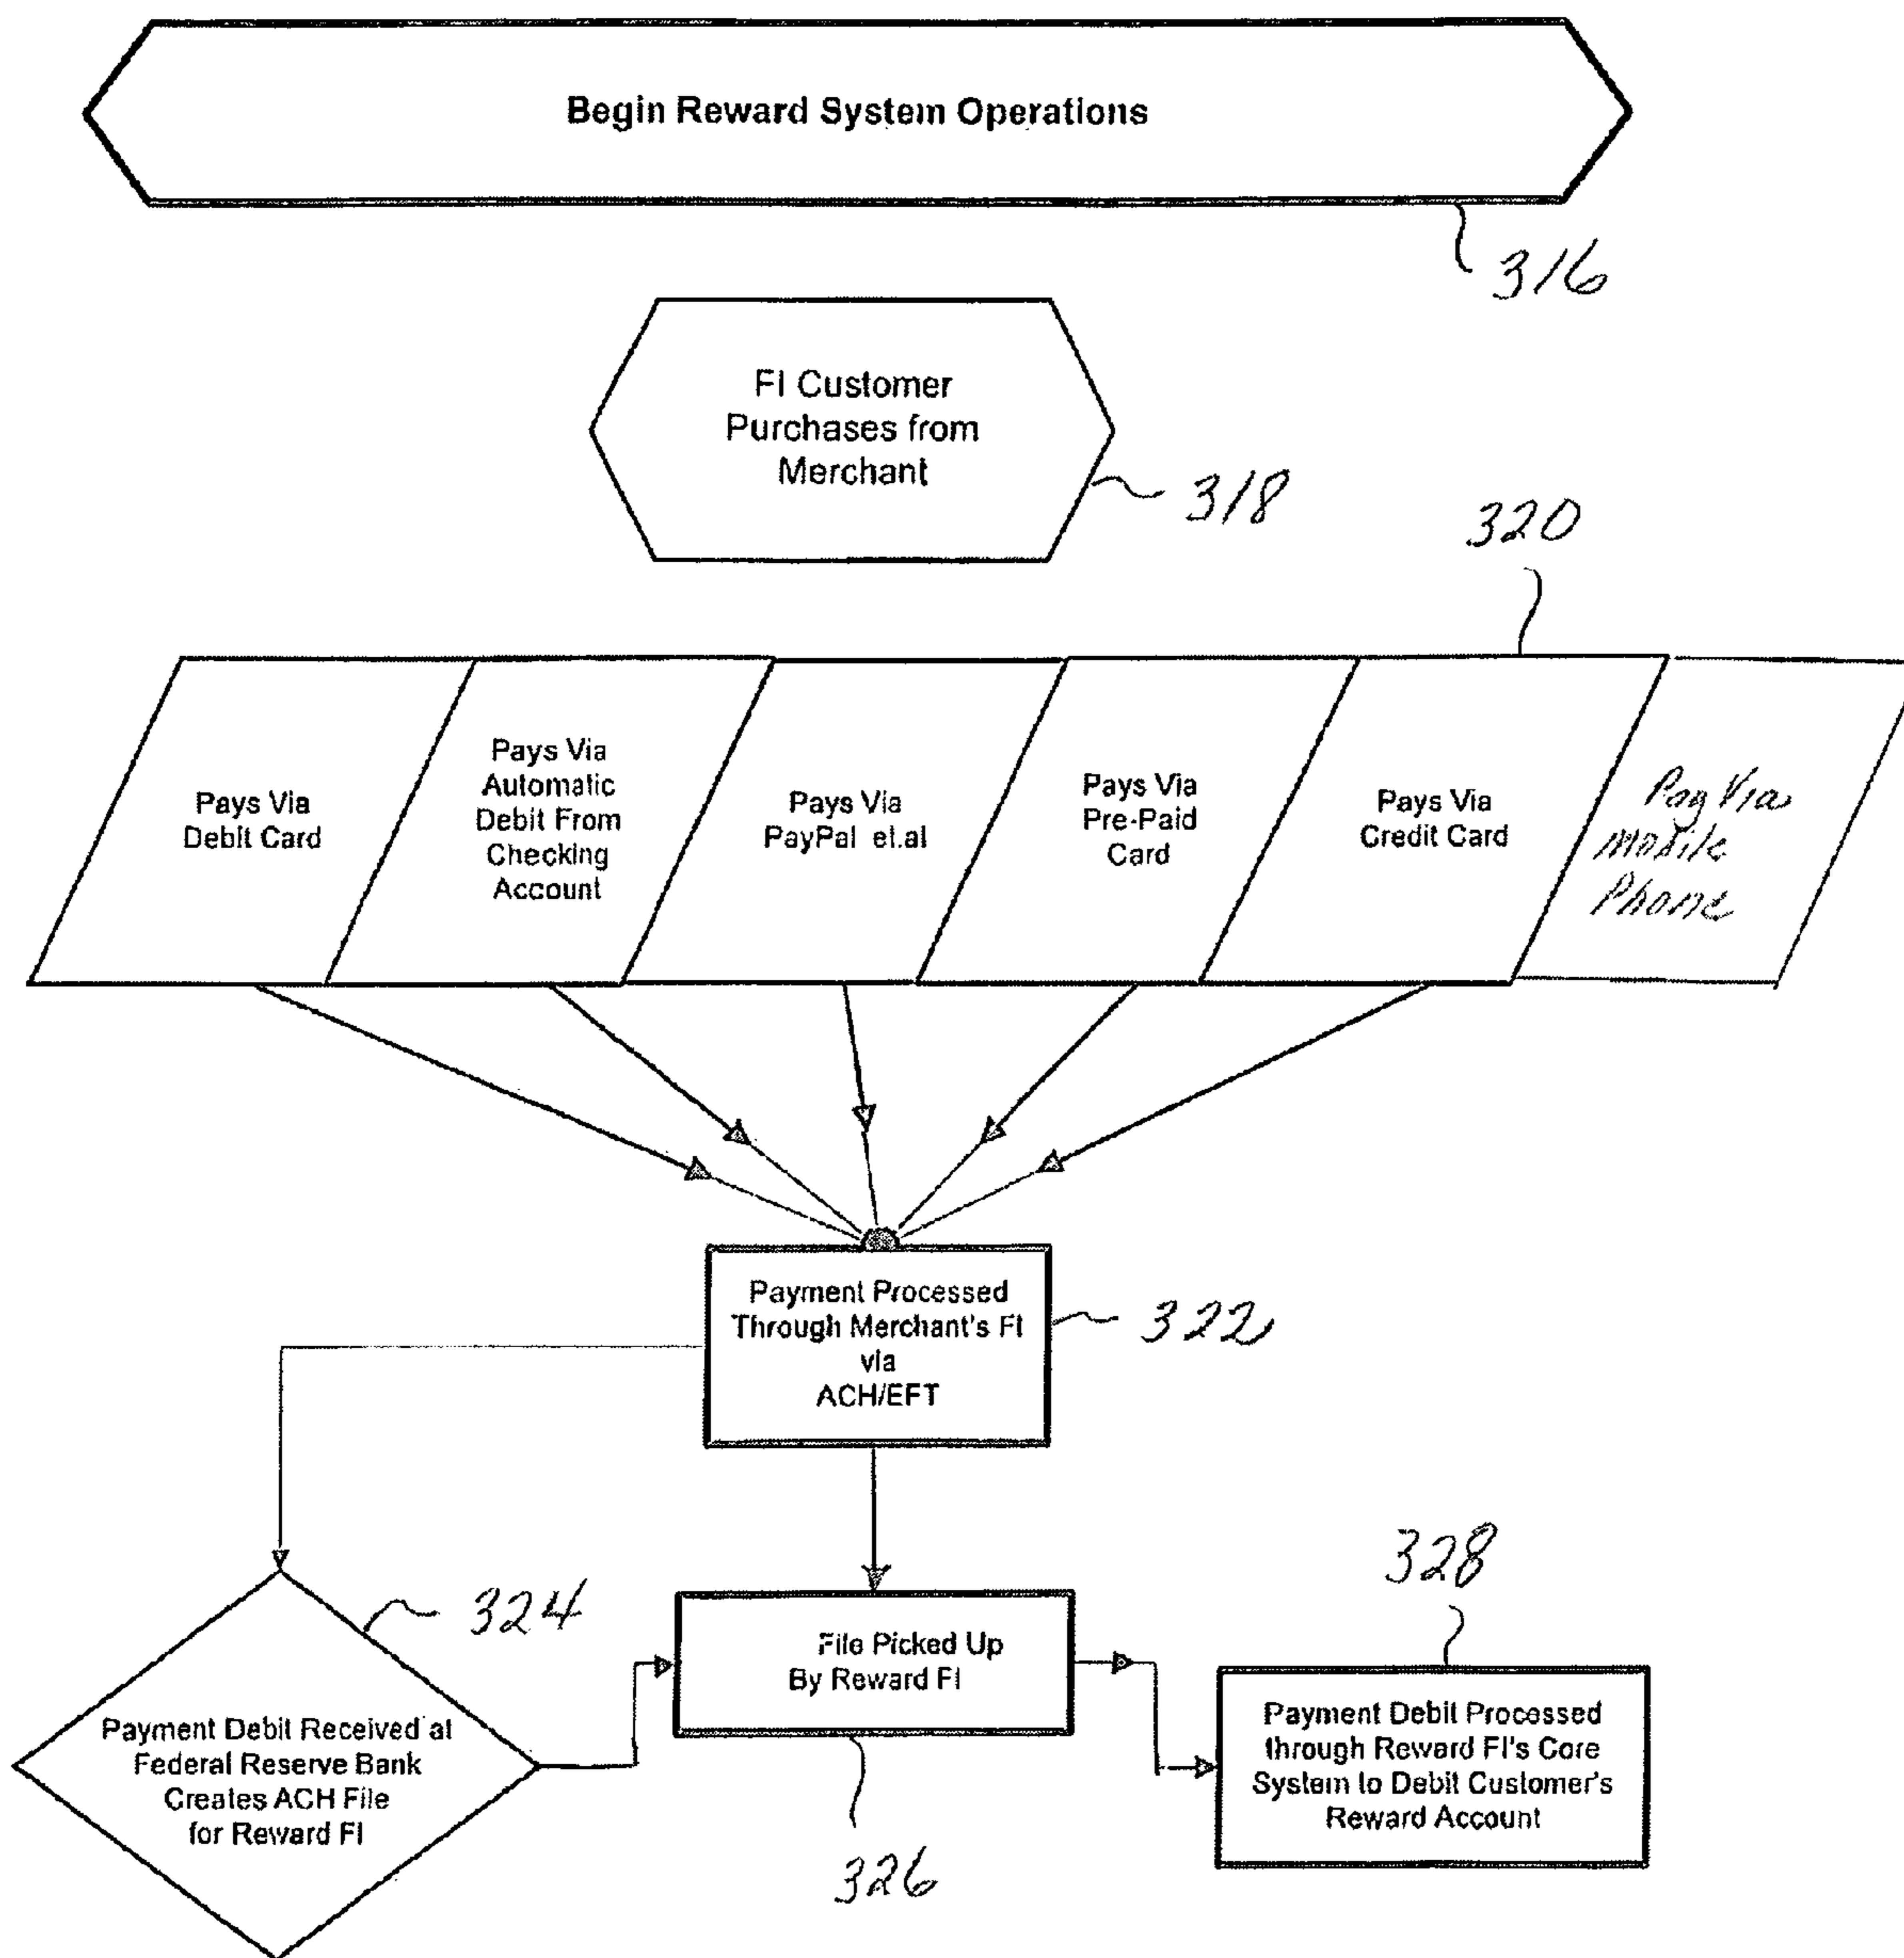 Begin Reward System Operations
316
FI Customer
Purchases from
Merchant
318
320
Pays Via
Debit Card
Pays Via
Automatic
Debit From
Checking
Account
Pays Via
PayPal et.al
Pays Via
Pre-Paid
Card
Pays Via
Credit Card
Pay Via
Mobile
Phone
Payment Processed
Through Merchant's FI
via
ACH/EFT
322
324
Payment Debit Received at
Federal Reserve Bank
Creates ACH File
for Reward FI
File Picked Up
By Reward FI
326
328
Payment Debit Processed
through Reward FI's Core
System to Debit Customer's
Reward Account